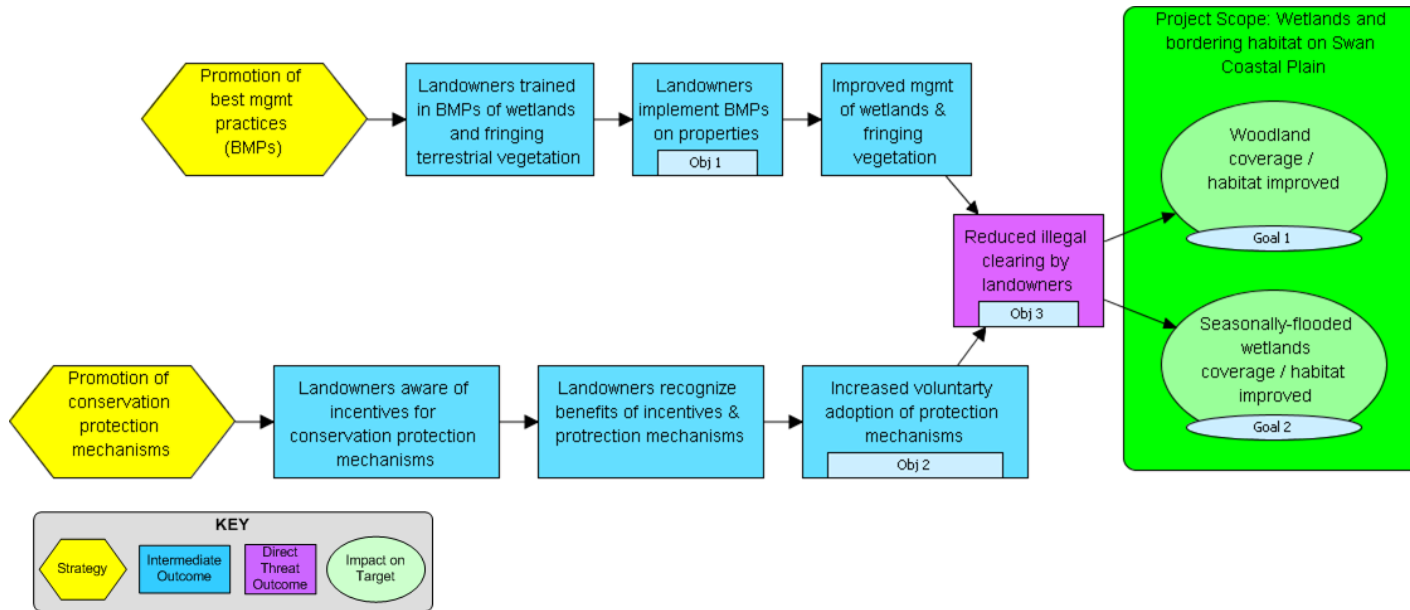 Project Scope: Wetlands and
bordering habitat on Swan
Coastal Plain
Promotion of
best mgmt
practices
(BMPs)
Landowners trained
in BMPs of wetlands
and fringing
terrestrial vegetation
Landowners
implement BMPs
on properties
Obj 1
Improved mgmt
of wetlands &
fringing
vegetation
Woodland
coverage /
habitat improved
Goal 1
Reduced illegal
clearing by
landowners
Obj 3
Seasonally-flooded
wetlands
coverage / habitat
improved
Goal 2
Promotion of
conservation
protection
mechanisms
Landowners aware of
incentives for
conservation protection
mechanisms
Landowners recognize
benefits of incentives &
protrection mechanisms
Increased voluntarty
adoption of protection
mechanisms
Obj 2
KEY
Strategy
Intermediate
Outcome
Direct
Threat
Outcome
Impact on
Target